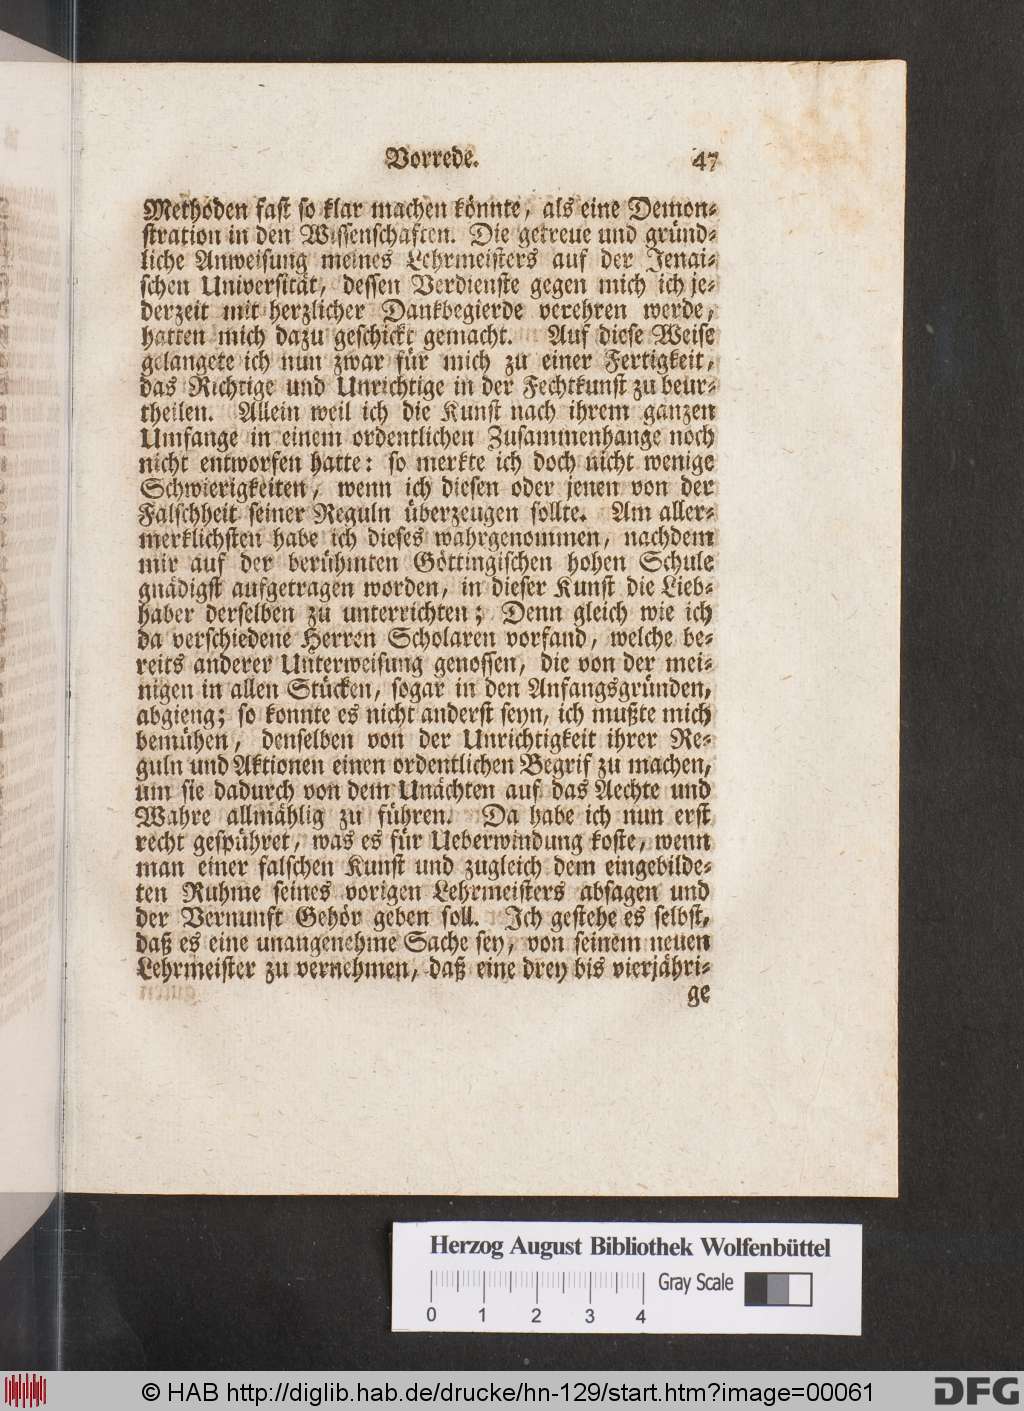 Vorrede. 47
Methoden fast so klar machen könnte, als eine Demon-
stration in den Wissenschaften. Die getreue und gründ-
liche Anweisung meines Lehrmeisters auf der Jenai-
schen Universität, dessen Verdienste gegen mich ich je-
derzeit mit herzlicher Dankbegierde verehren werde,
hatten mich dazu geschickt gemacht. Auf diese Weise
gelangete ich nun zwar für mich zu einer Fertigkeit,
das Richtige und Unrichtige in der Fechtkunst zu beur-
theilen. Allein weil ich die Kunst nach ihrem ganzen
Umfange in einem ordentlichen Zusammenhange noch
nicht entworfen hatte: so merkte ich doch nicht wenige
Schwierigkeiten, wenn ich diesen oder jenen von der
Falschheit seiner Reguln überzeugen sollte. Am aller-
merklichsten habe ich dieses wahrgenommen, nachdem
mir auf der berühmten Göttingischen hohen Schule
gnädigst aufgetragen worden, in dieser Kunst die Lieb-
haber derselben zu unterrichten; Denn gleich wie ich
da verschiedene Herren Scholaren vorfand, welche be-
reits anderer Unterweisung genossen, die von der mei-
nigen in allen Stücken, sogar in den Anfangsgründen,
abgieng; so konnte es nicht anderst seyn, ich mußte mich
bemühen, denselben von der Unrichtigkeit ihrer Re-
guln und Aktionen einen ordentlichen Begrif zu machen,
um sie dadurch von dem Unächten auf das Aechte und
Wahre allmählig zu führen. Da habe ich nun erst
recht gespühret, was es für Ueberwindung koste, wenn
man einer falschen Kunst und zugleich dem eingebilde-
ten Ruhme seines vorigen Lehrmeisters absagen und
der Vernunft Gehör geben soll. Ich gestehe es selbst,
daß es eine unangenehme Sache sey, von seinem neuen
Lehrmeister zu vernehmen, daß eine drey bis vierjähri-
ge
Herzog August Bibliothek Wolfenbüttel
Gray Scale
0 1 2 3 4
© HAB http://diglib.hab.de/drucke/hn-129/start.htm?image=00061
DFG